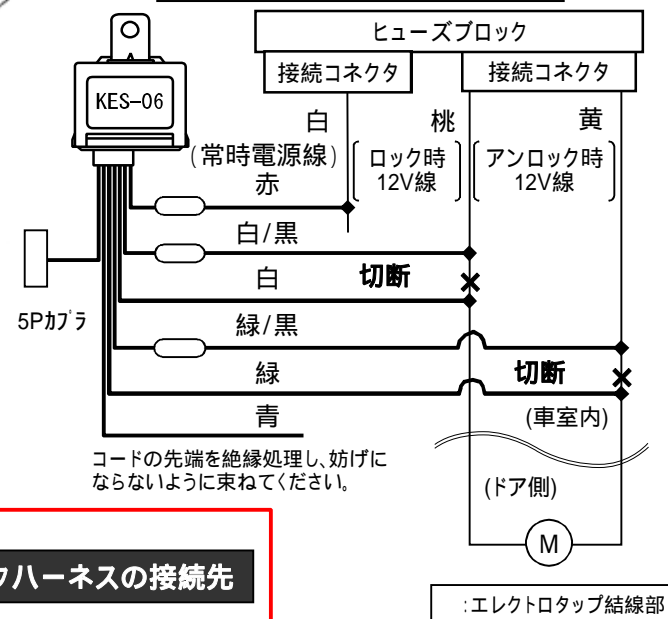 ヒューズブロック
接続コネクタ
接続コネクタ
KES-06
白
桃
黄
(常時電源線)
ロック時
12V線
アンロック時
12V線
赤
白/黒
白
切断
5Pｶﾌﾟﾗ
緑/黒
緑
切断
青
(車室内)
コードの先端を絶縁処理し、妨げに
ならないように束ねてください。
(ドア側)
M
クハーネスの接続先
:エレクトロタップ結線部